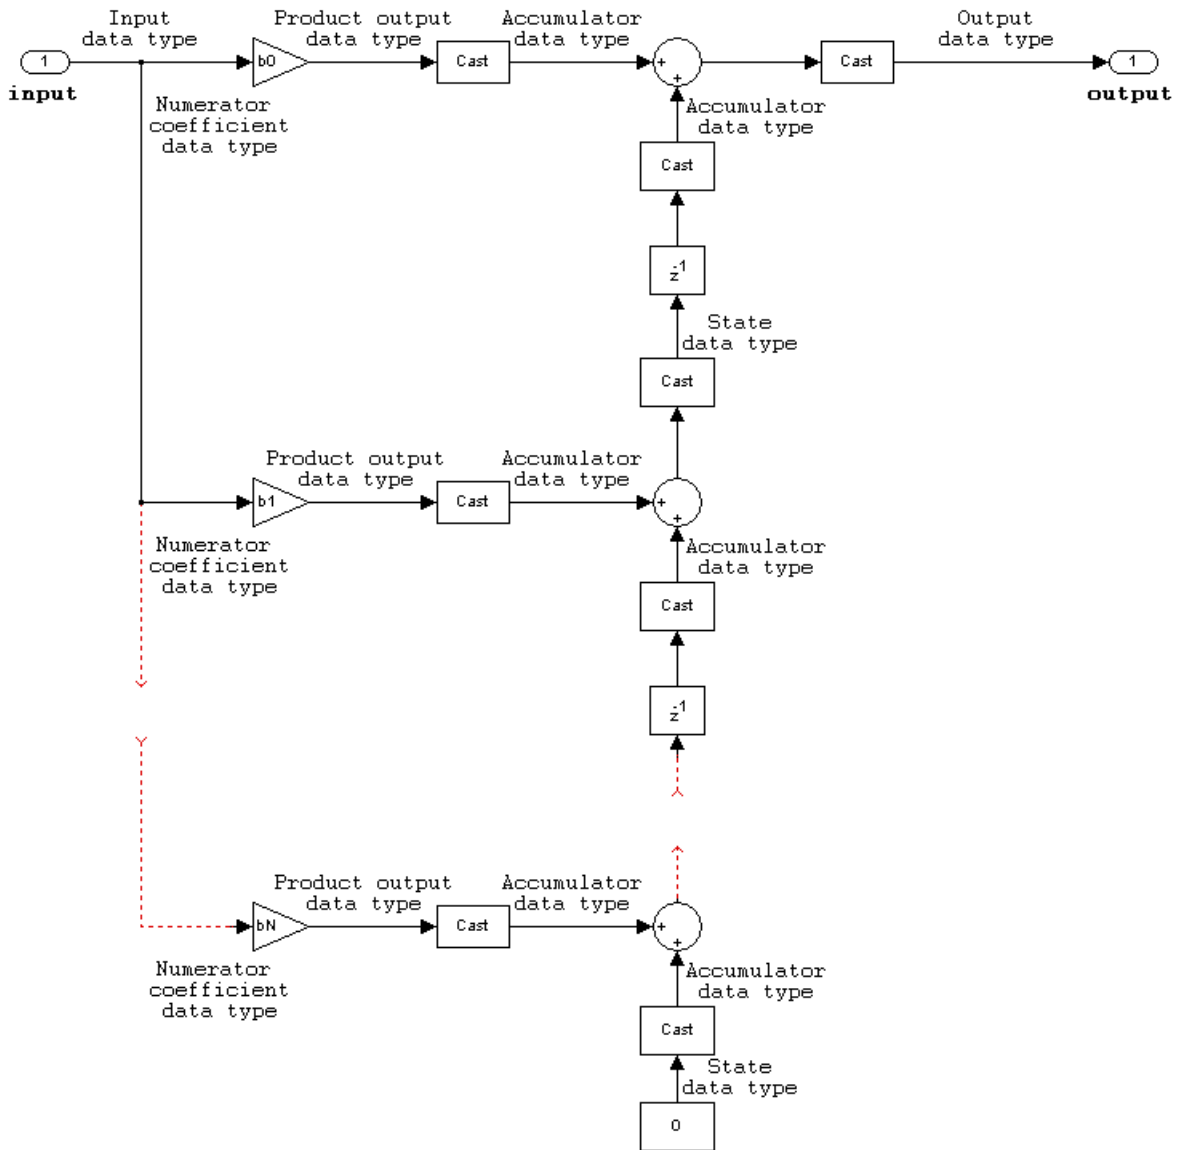 Input
data type
Product output
data type
Accumulator
data type
Output
data type
1
input
b0
Cast
+
+
Cast
1
output
Numerator
coefficient
data type
Accumulator
data type
Cast
z-1
State
data type
Cast
Product output
data type
Accumulator
data type
b1
Cast
+
+
Numerator
coefficient
data type
Accumulator
data type
Cast
z-1
Product output
data type
Accumulator
data type
bN
Cast
+
+
Numerator
coefficient
data type
Accumulator
data type
Cast
State
data type
0